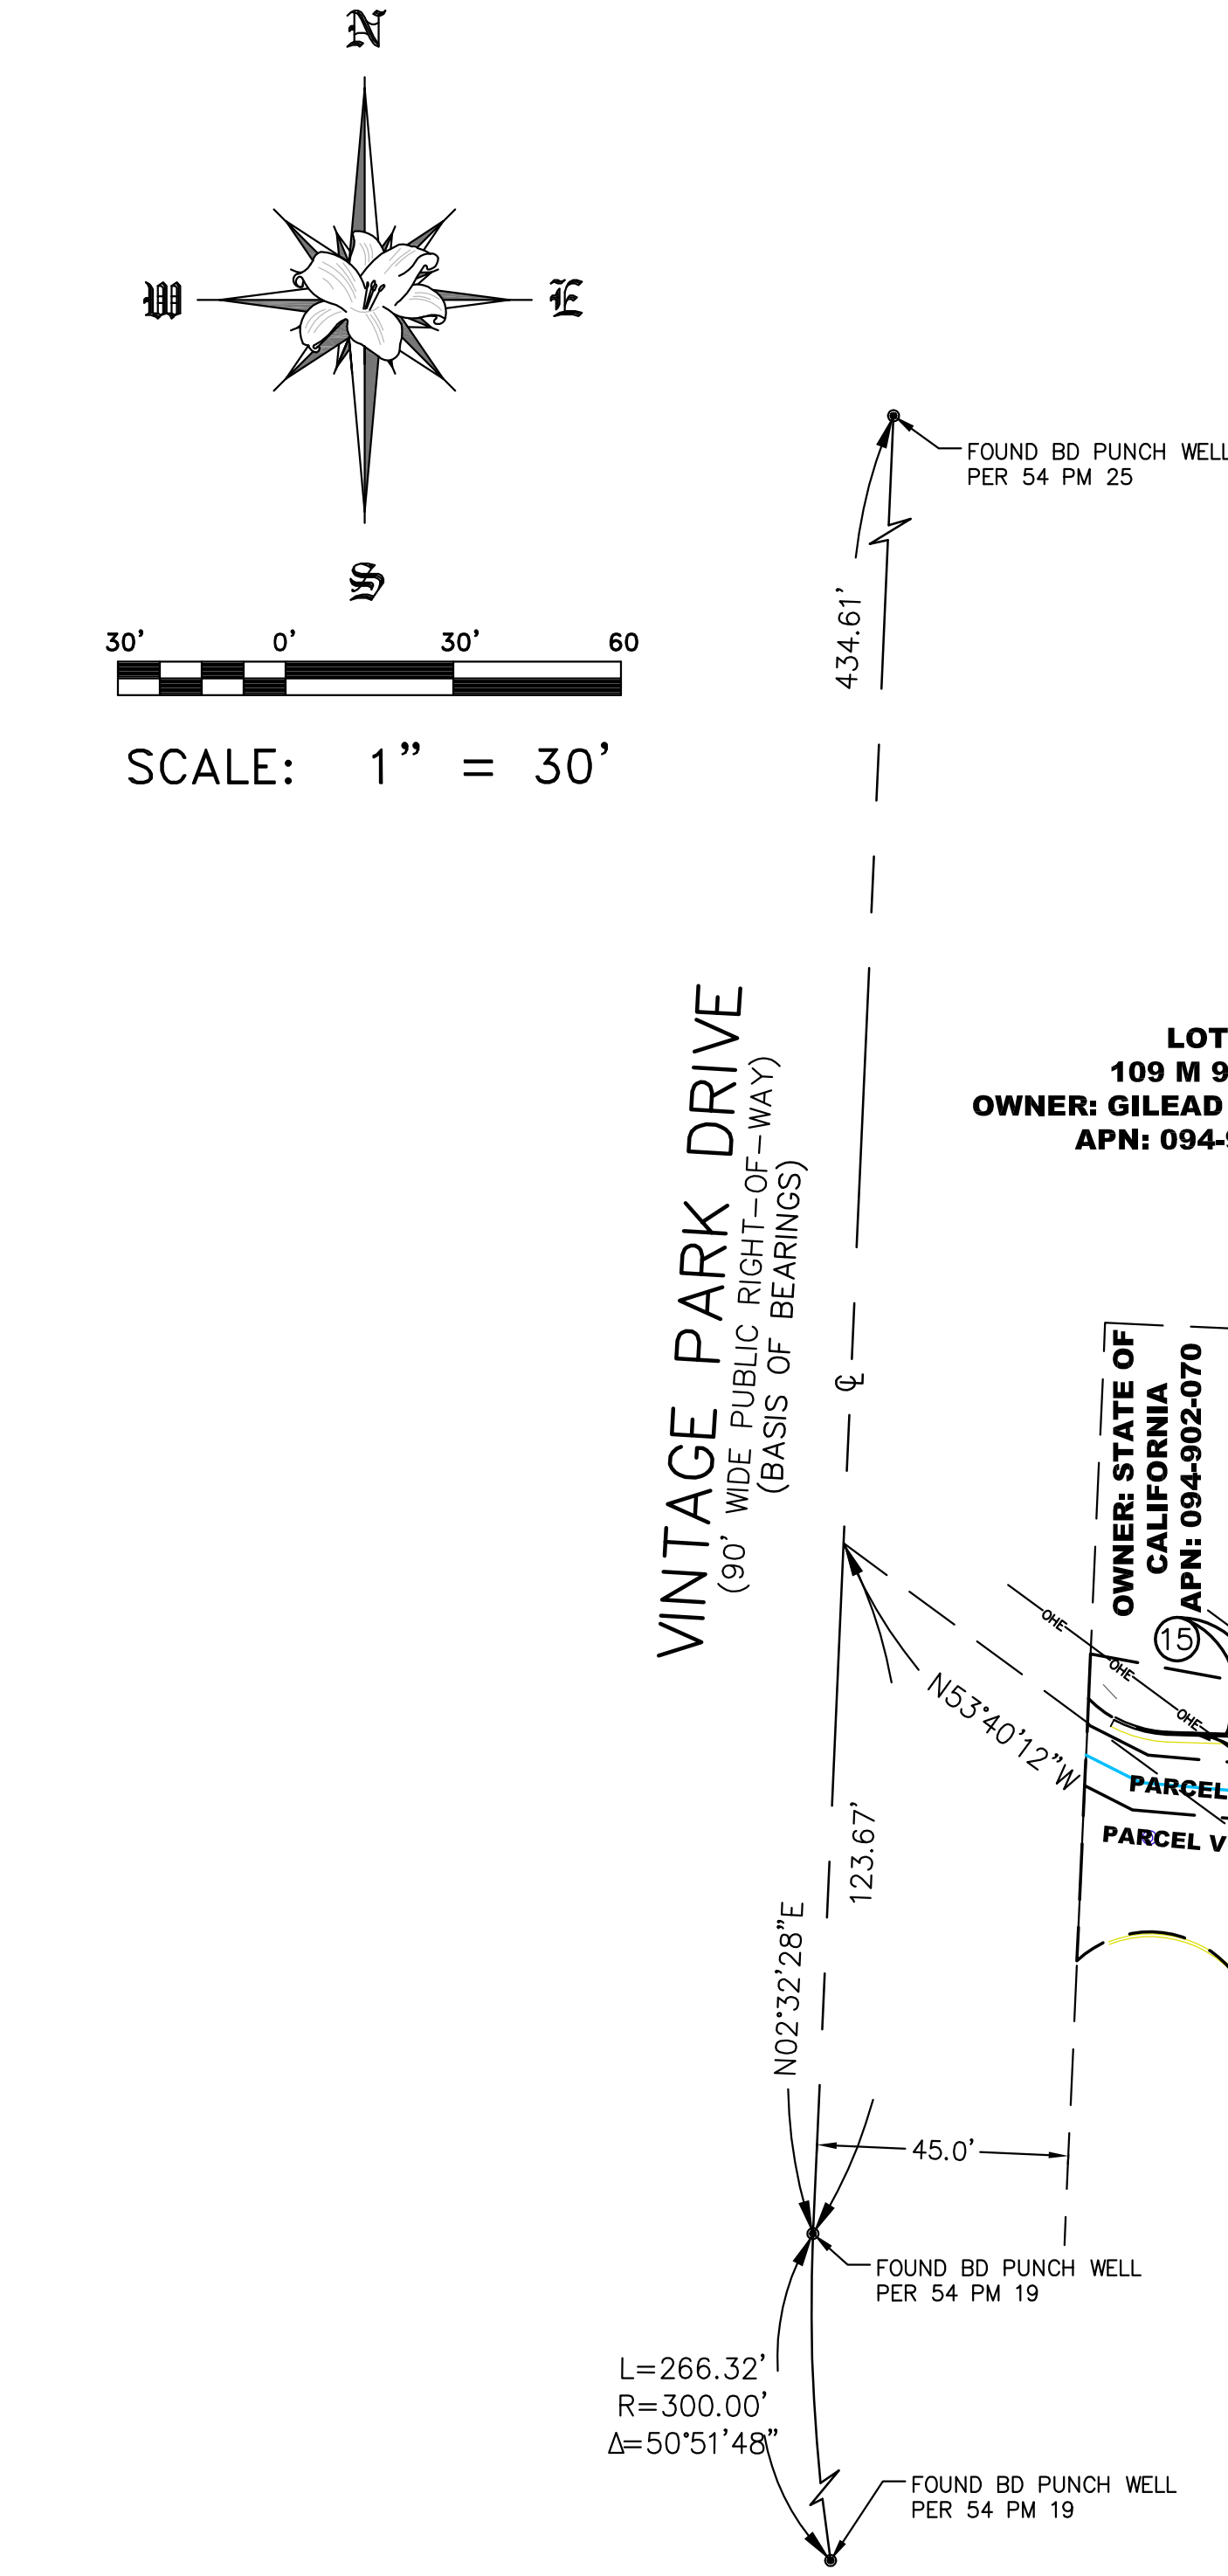 N
W
E
S
30' 0' 30' 60
SCALE: 1" = 30'
FOUND BD PUNCH WELL
PER 54 PM 25
434.61'
VINTAGE PARK DRIVE
(90' WIDE PUBLIC RIGHT-OF-WAY)
(BASIS OF BEARINGS)
LOT
109 M 9
OWNER: GILEAD
APN: 094-9
℄
OWNER: STATE OF
CALIFORNIA
APN: 094-902-070
15
OHE
OHE
OHE
N53°40'12"W
PARCEL
PARCEL V
123.67'
N02°32'28"E
45.0'
FOUND BD PUNCH WELL
PER 54 PM 19
L=266.32'
R=300.00'
Δ=50°51'48"
FOUND BD PUNCH WELL
PER 54 PM 19